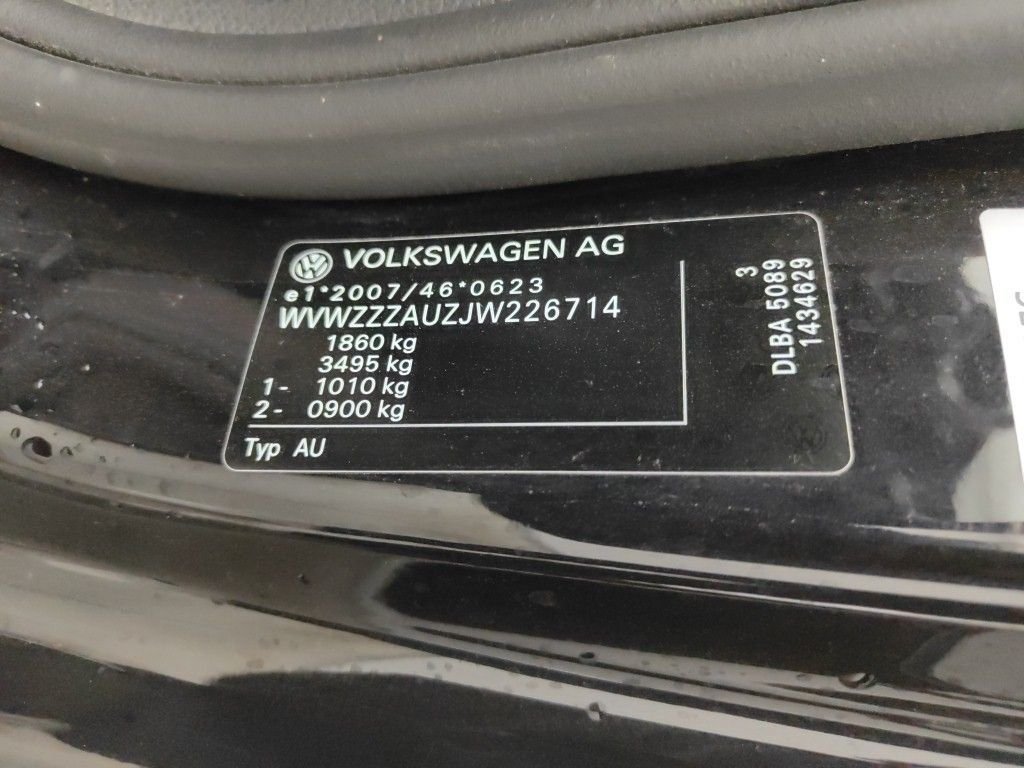 VOLKSWAGEN AG
e1*2007/46*0623
WVWZZZAUZJW226714
1860 kg
3495 kg
1- 1010 kg
2- 0900 kg
Typ AU
3
DLBA 5089
1434629